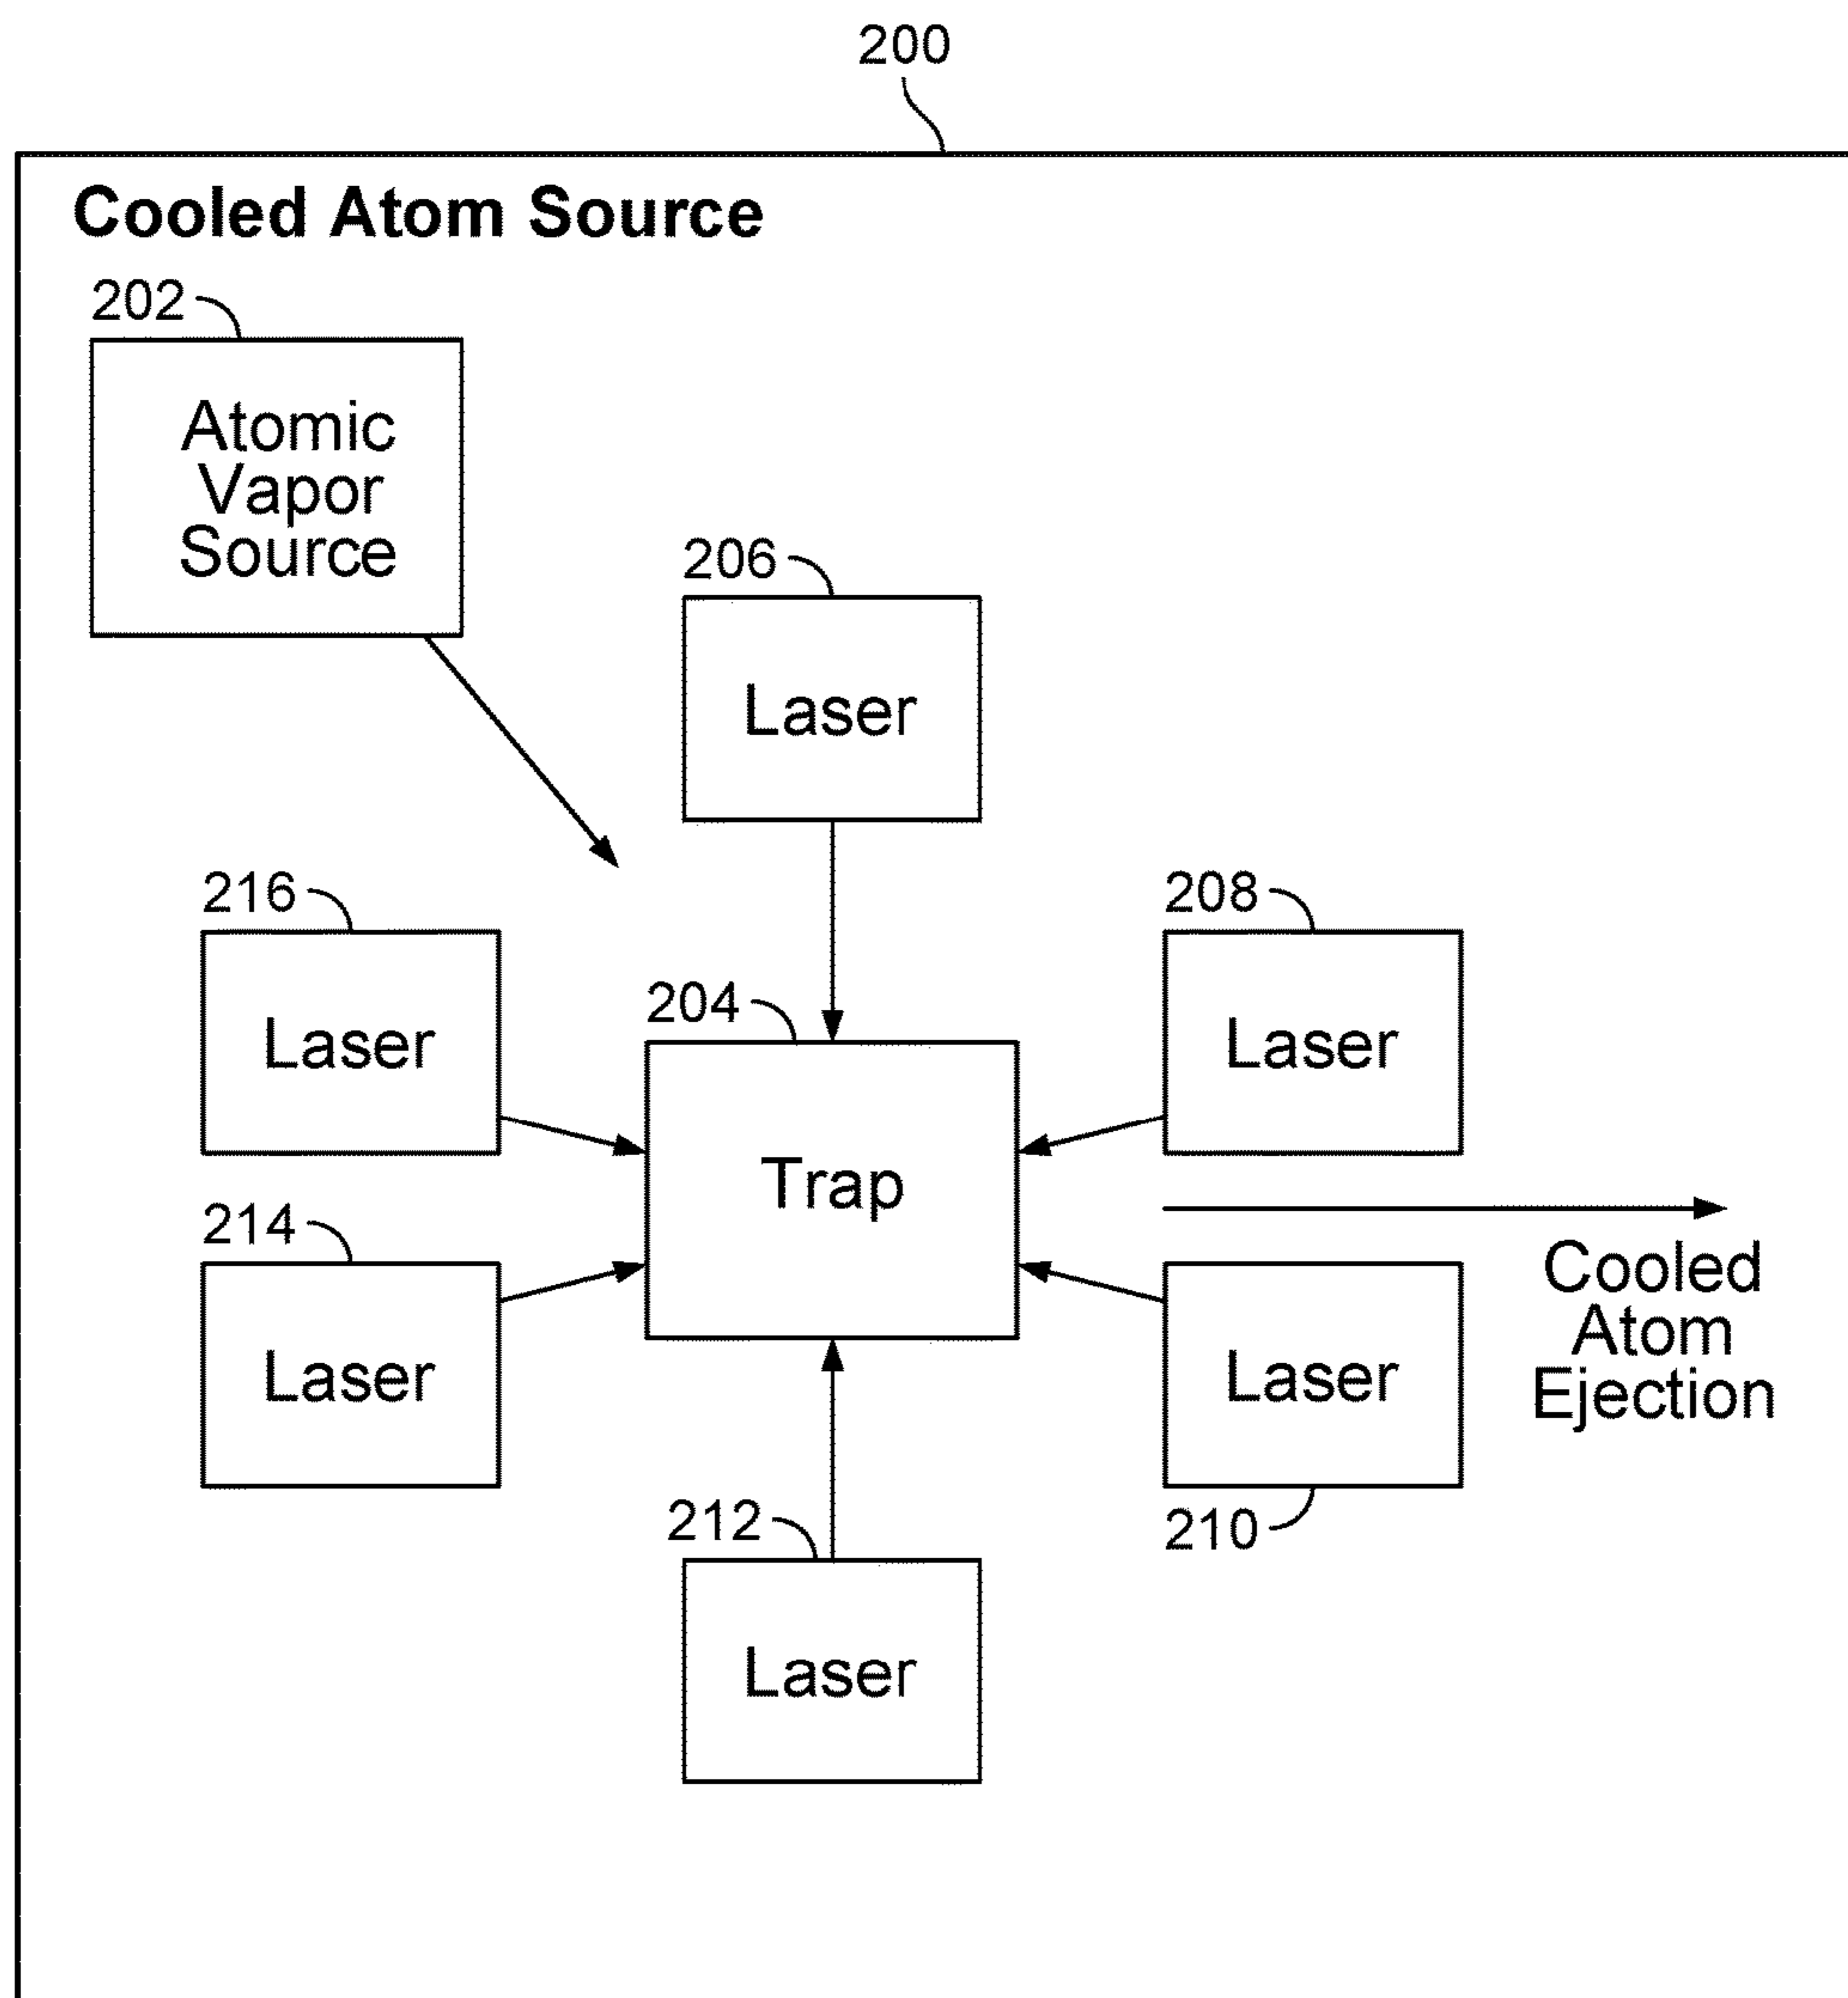 200
Cooled Atom Source
202
Atomic
Vapor
Source
206
Laser
216
Laser
208
Laser
204
Trap
214
Laser
Laser
210
Cooled
Atom
Ejection
212
Laser